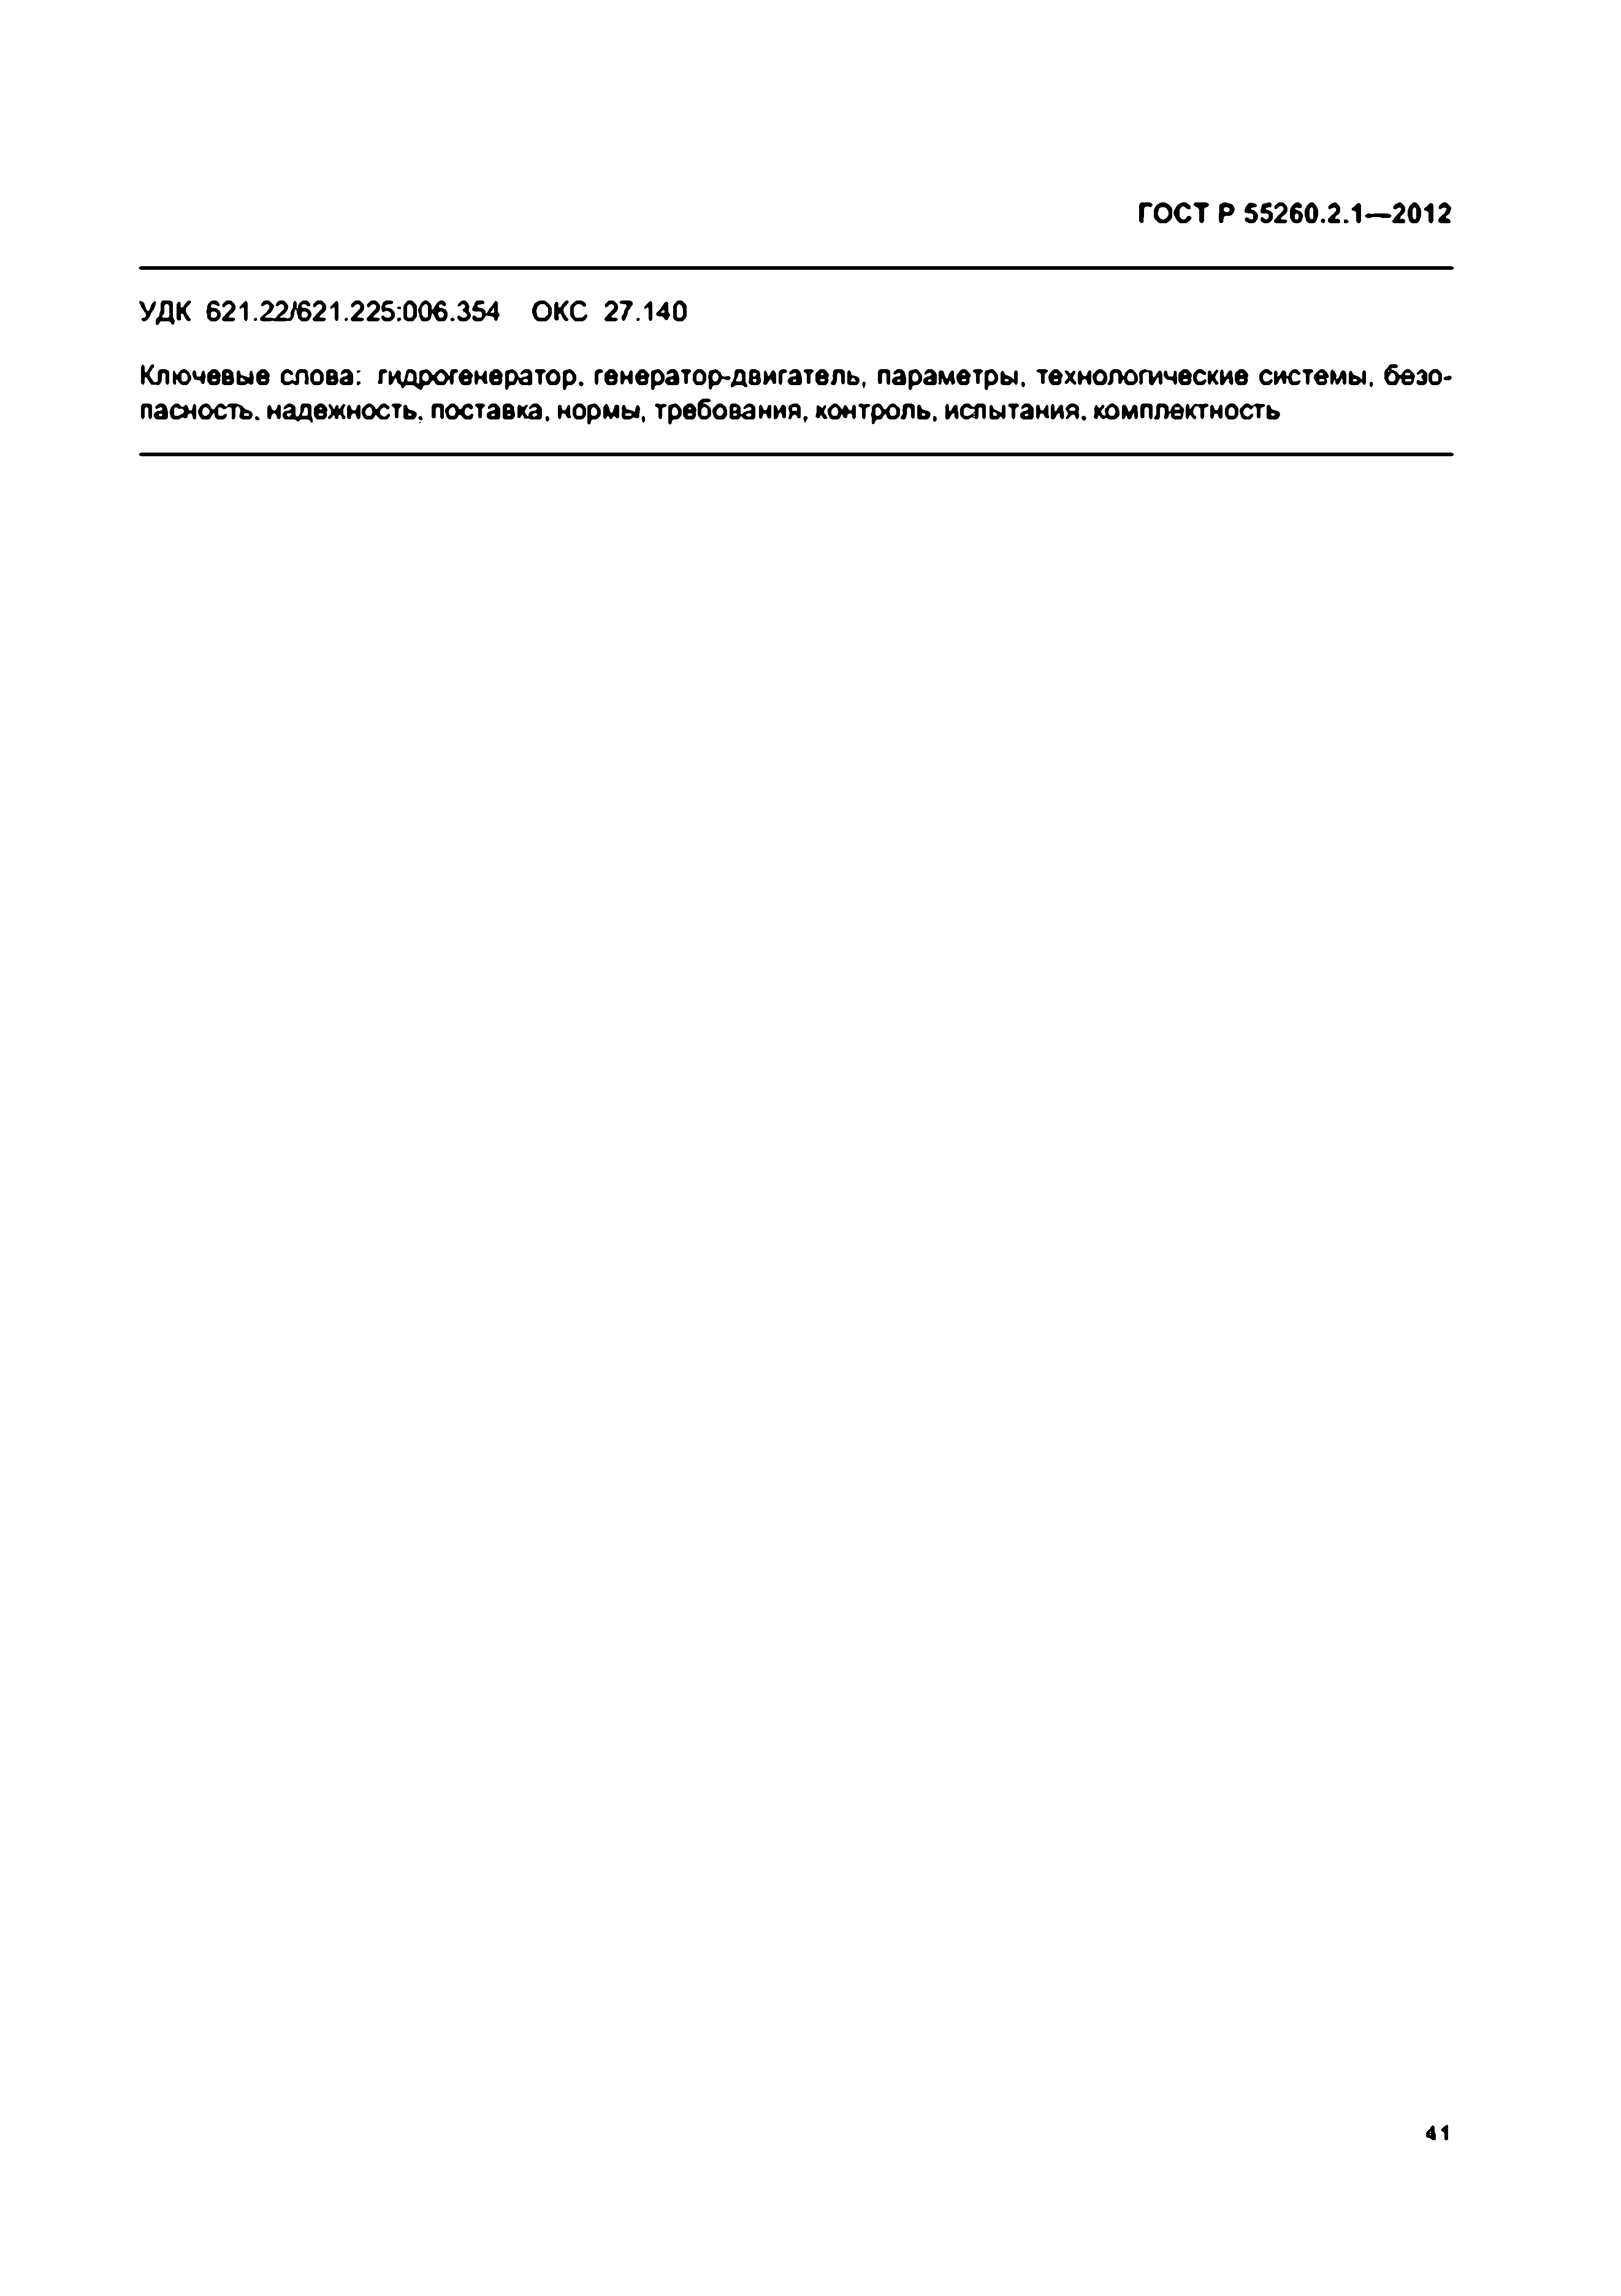 ГОСТ Р 55260.2.1—2012
УДК 621.22/621.225:006.354 ОКС 27.140
Ключевые слова: гидрогенератор, генератор-двигатель, параметры, технологические системы, безо-
пасность, надежность, поставка, нормы, требования, контроль, испытания, комплектность
41